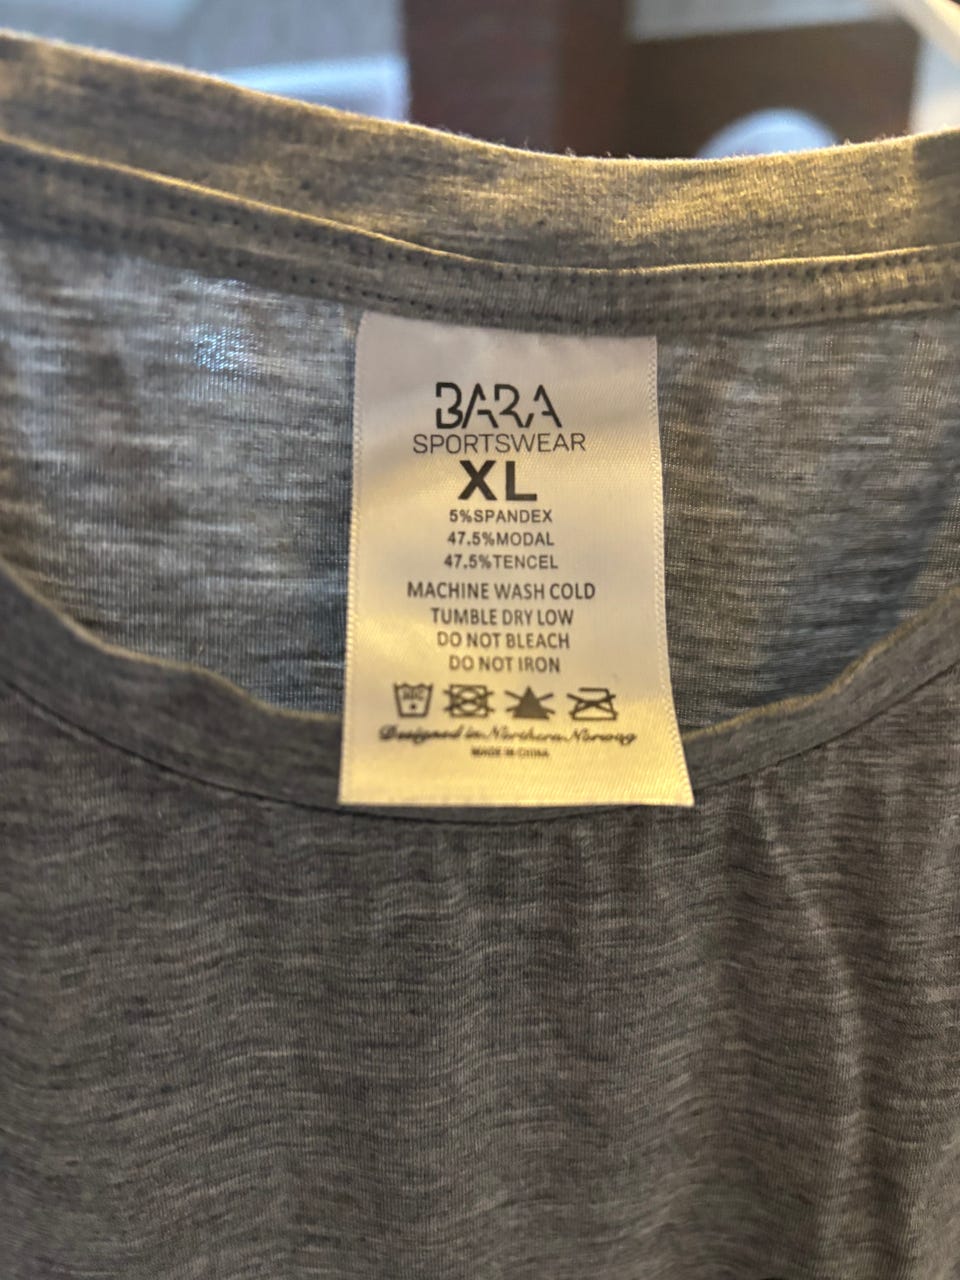 BARA
SPORTSWEAR
XL
5%SPANDEX
47.5%MODAL
47.5%TENCEL
MACHINE WASH COLD
TUMBLE DRY LOW
DO NOT BLEACH
DO NOT IRON
Designed in Northern Norway
MADE IN CHINA